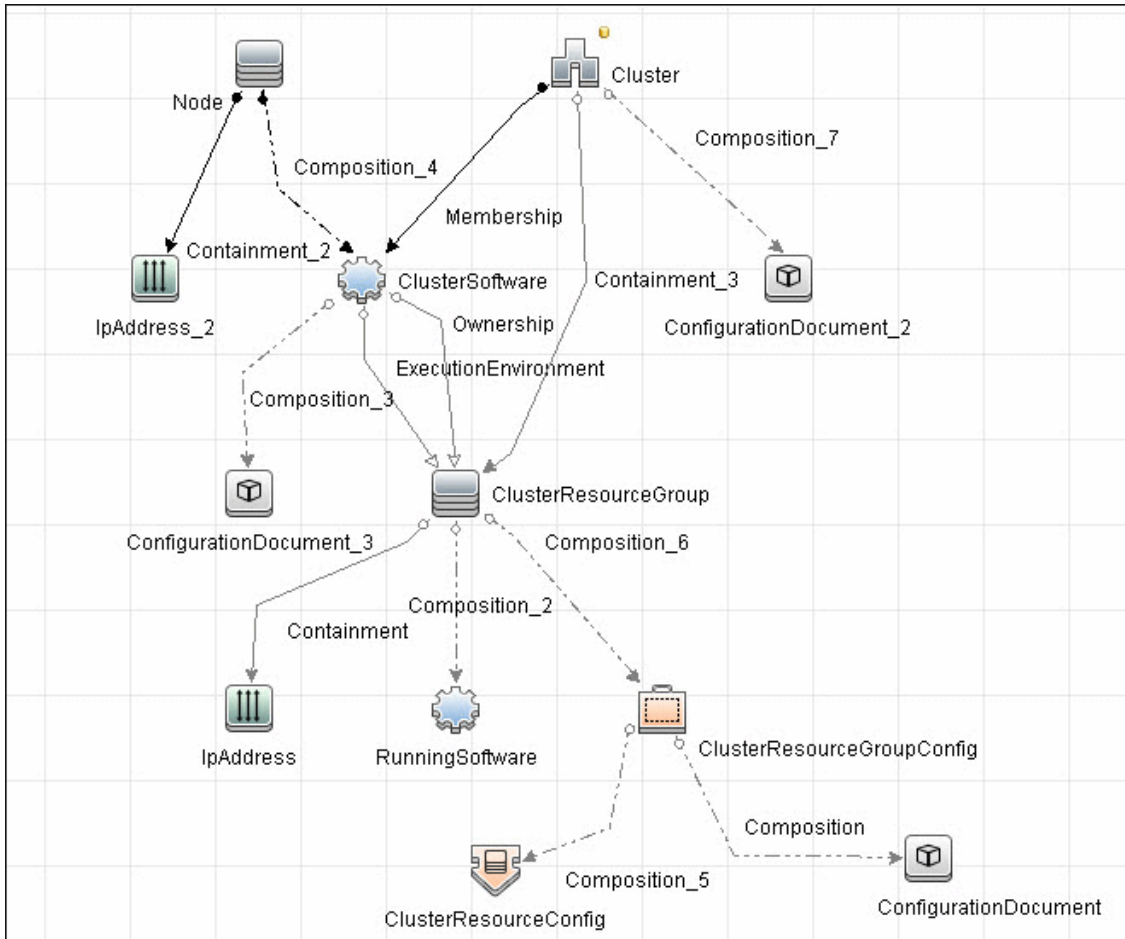 Cluster
Node
Composition_7
Composition_4
Membership
Containment_2
ClusterSoftware
Containment_3
IpAddress_2
Ownership
ConfigurationDocument_2
ExecutionEnvironment
Composition_3
ClusterResourceGroup
ConfigurationDocument_3
Composition_6
Composition_2
Containment
IpAddress
RunningSoftware
ClusterResourceGroupConfig
Composition
Composition_5
ClusterResourceConfig
ConfigurationDocument